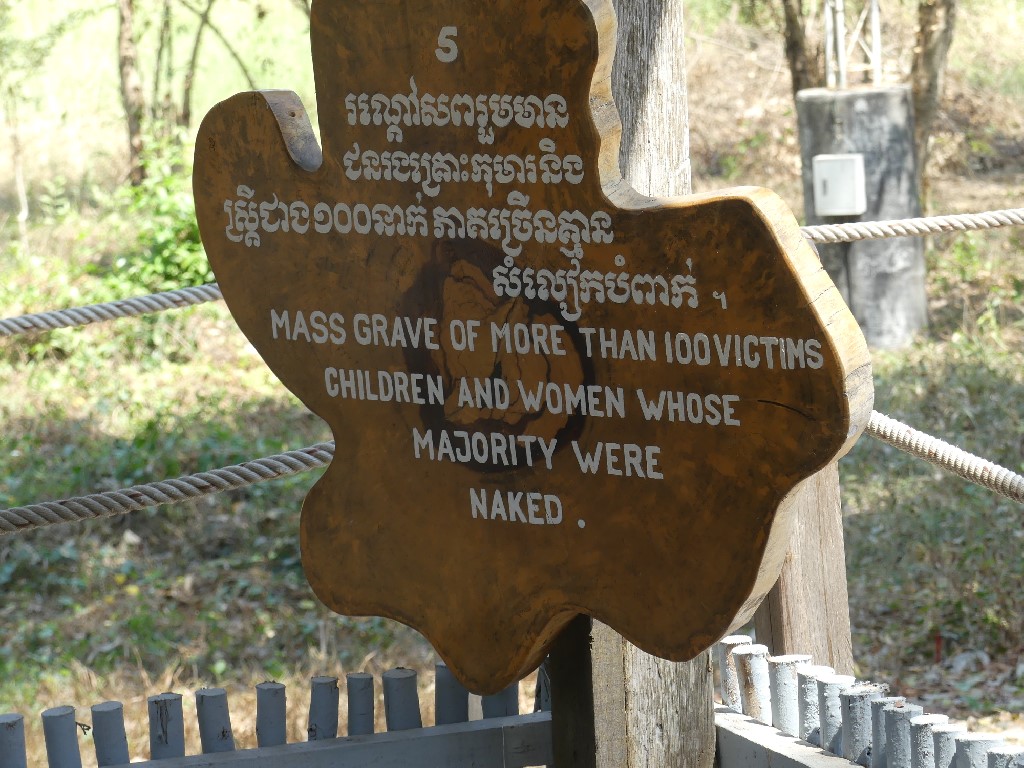 5
រណ្តៅសពរួមមាន
ជនរងគ្រោះកុមារនិង
ស្ត្រីជាង១០០នាក់ភាគច្រើនគ្មាន
សំលៀកបំពាក់ ។
MASS GRAVE OF MORE THAN 100 VICTIMS
CHILDREN AND WOMEN WHOSE
MAJORITY WERE
NAKED .